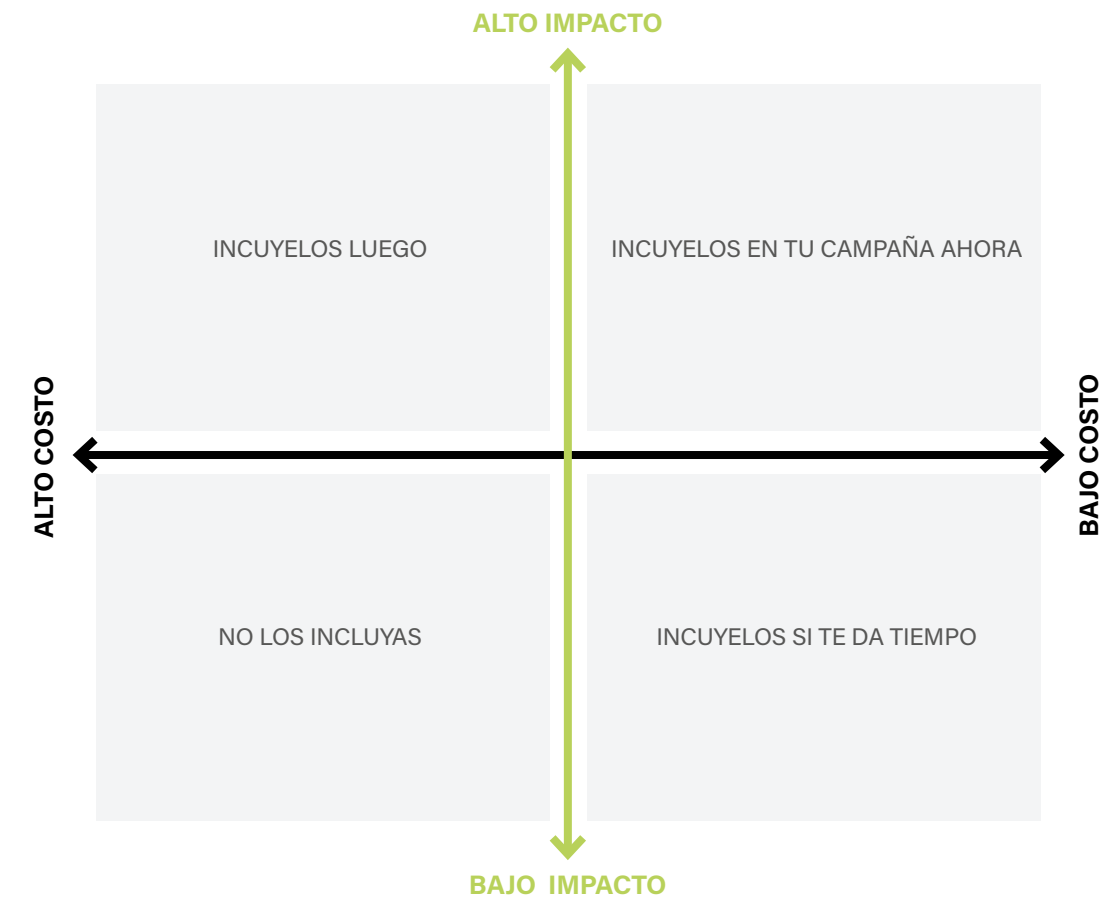 ALTO IMPACTO
INCUYELOS LUEGO
INCUYELOS EN TU CAMPAÑA AHORA
ALTO COSTO
BAJO COSTO
NO LOS INCLUYAS
INCUYELOS SI TE DA TIEMPO
BAJO  IMPACTO